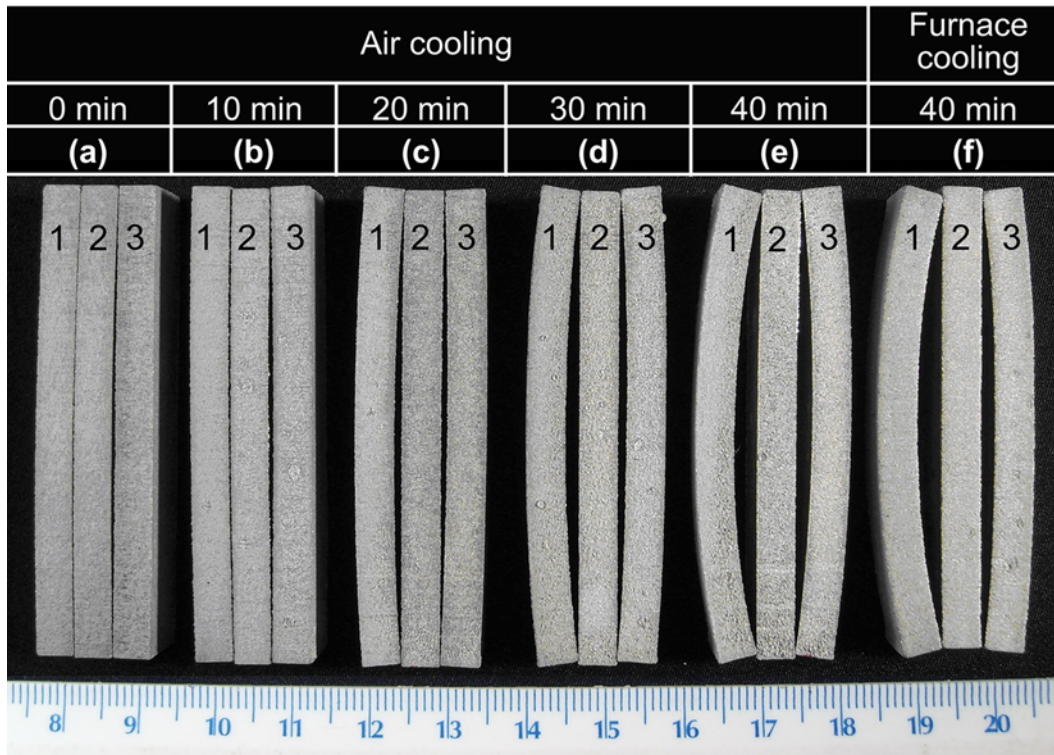 Air cooling
Furnace
cooling
0 min 10 min 20 min 30 min 40 min 40 min
(a) (b) (c) (d) (e) (f)
1 2 3 1 2 3 1 2 3 1 2 3 1 2 3 1 2 3
8 9 10 11 12 13 14 15 16 17 18 19 20